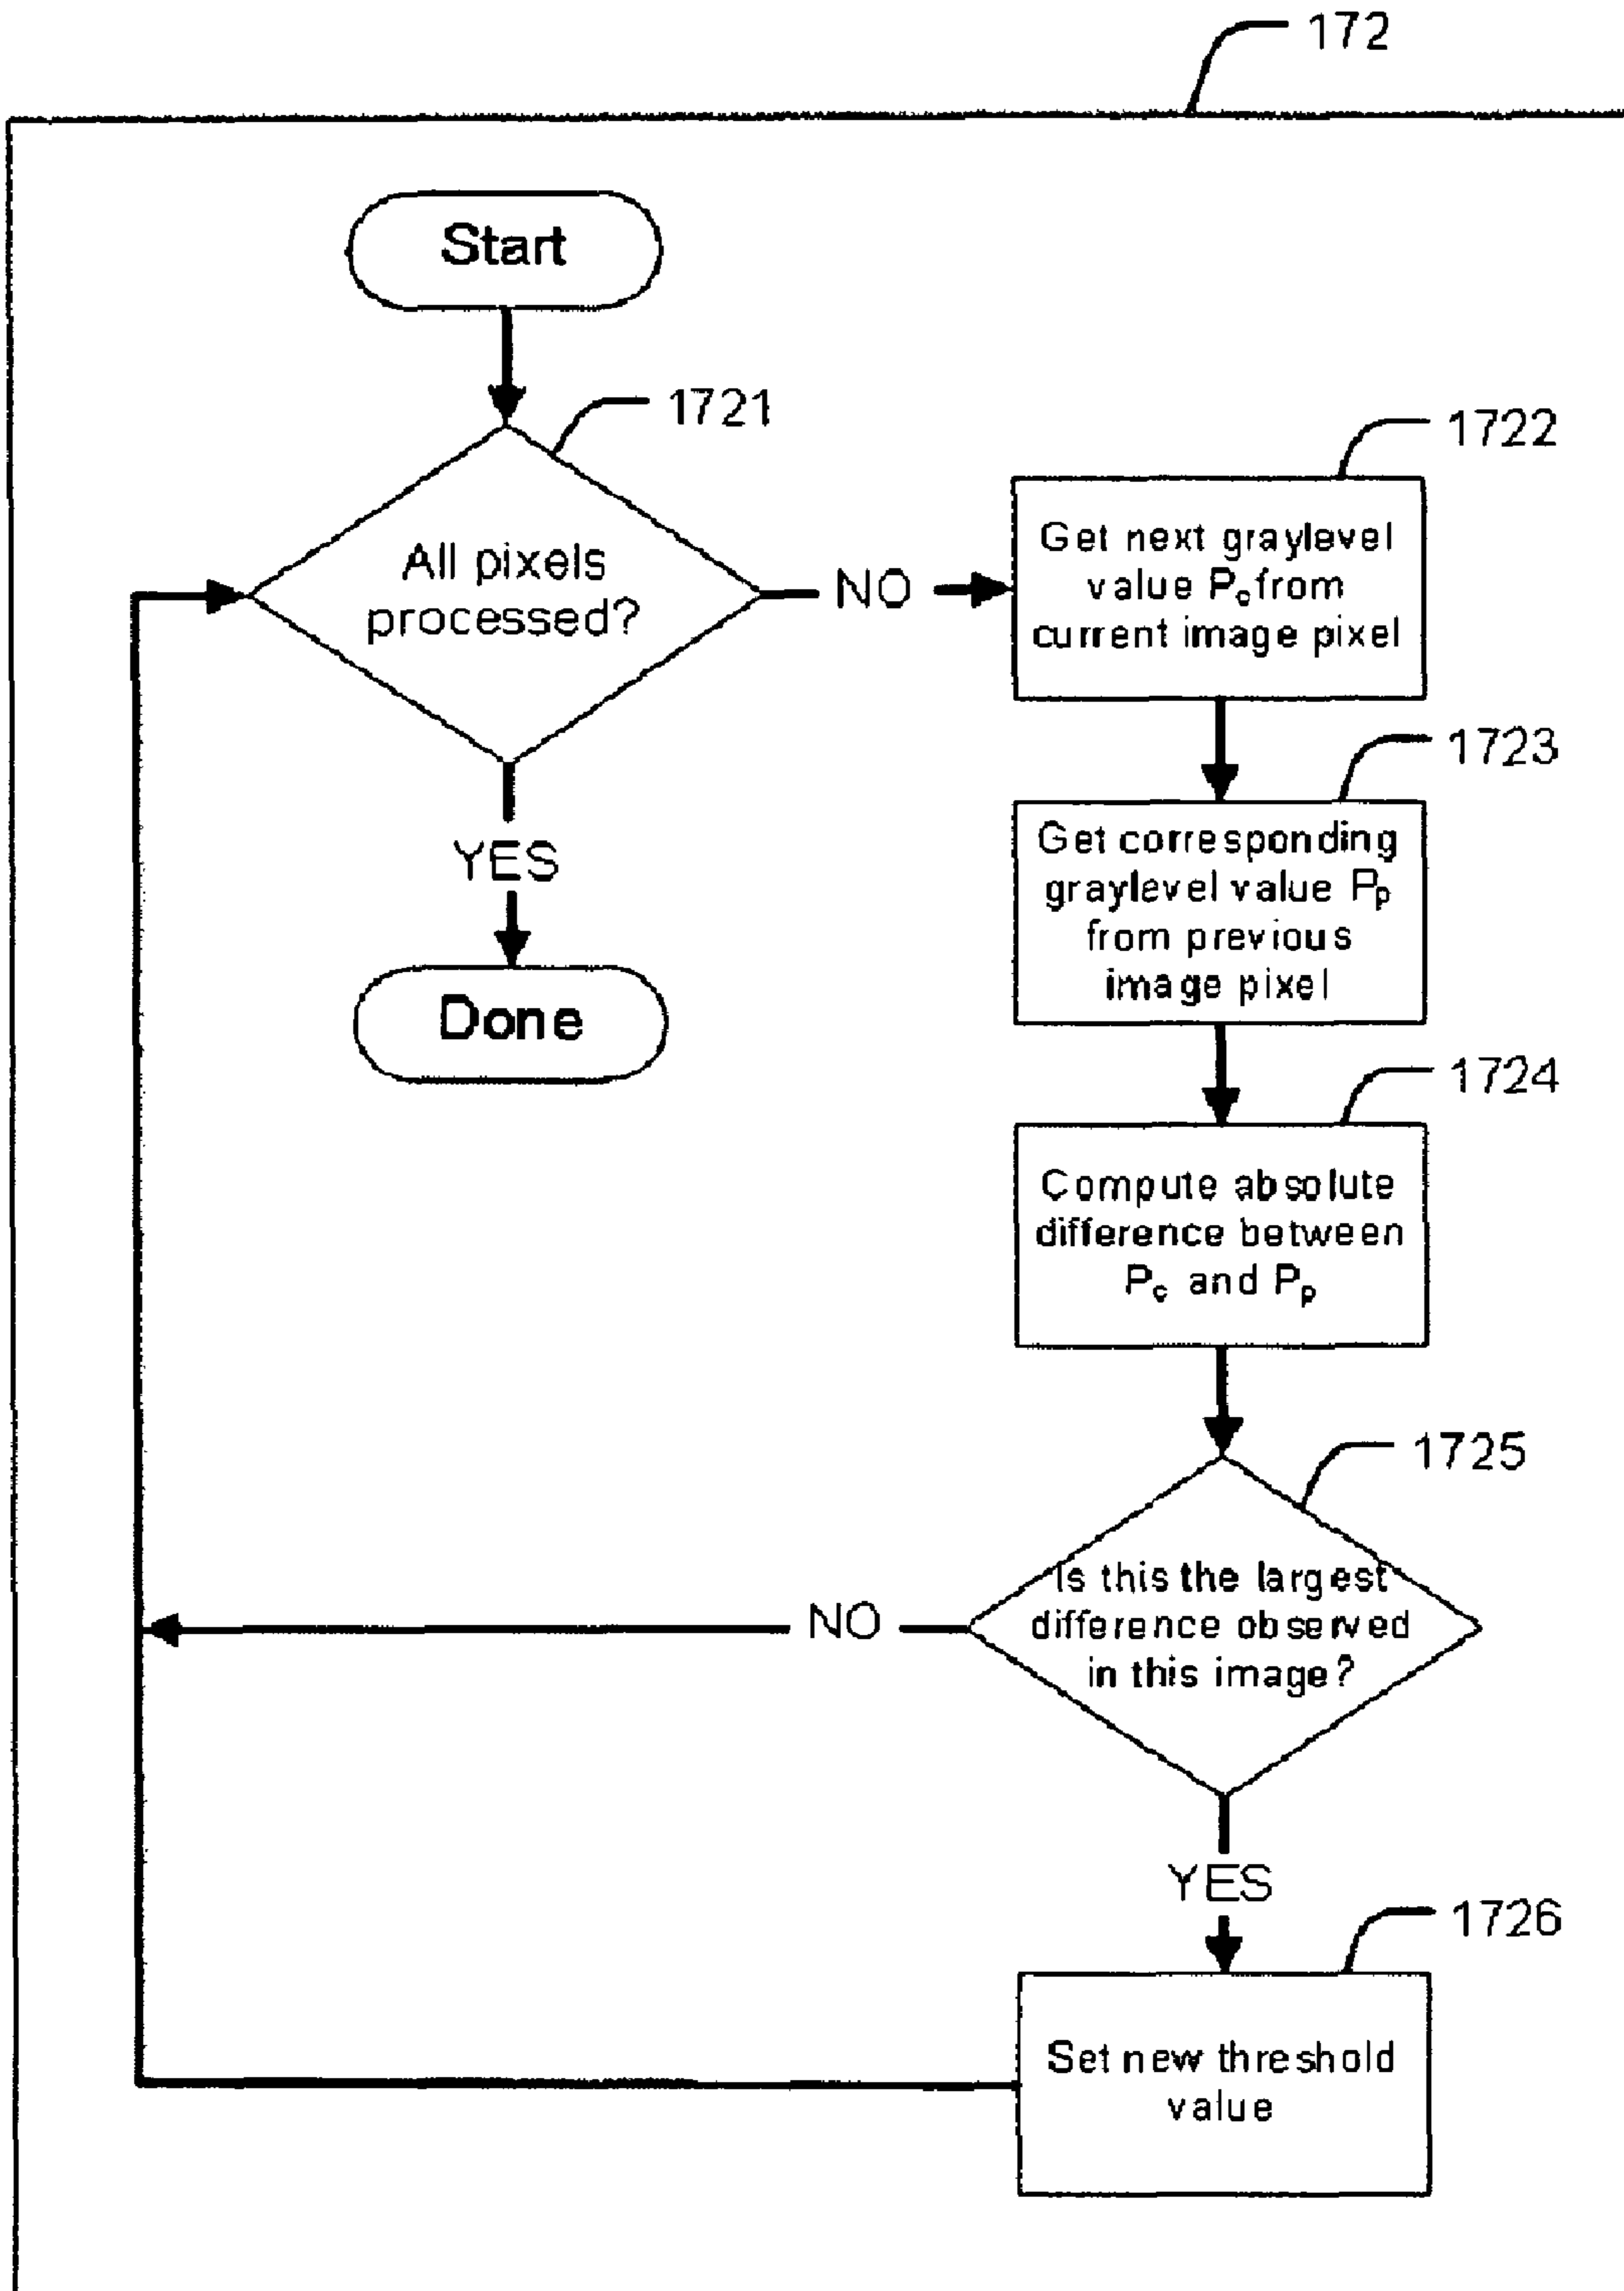 172
Start
1721
All pixels
processed?
NO
YES
Done
1722
Get next graylevel
value Pc from
current image pixel
1723
Get corresponding
graylevel value Pp
from previous
image pixel
1724
Compute absolute
difference between
Pc and Pp
1725
Is this the largest
difference observed
in this image?
NO
YES
1726
Set new threshold
value